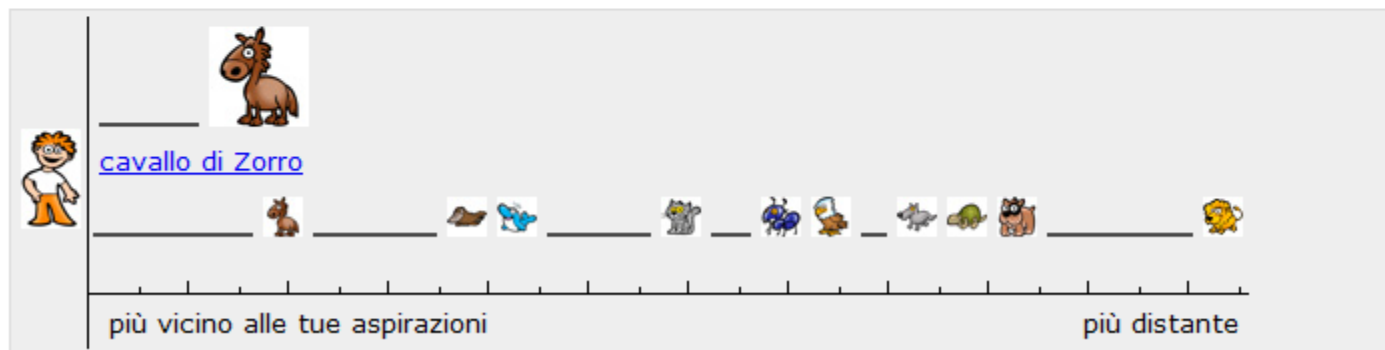 cavallo di Zorro
più vicino alle tue aspirazioni
più distante